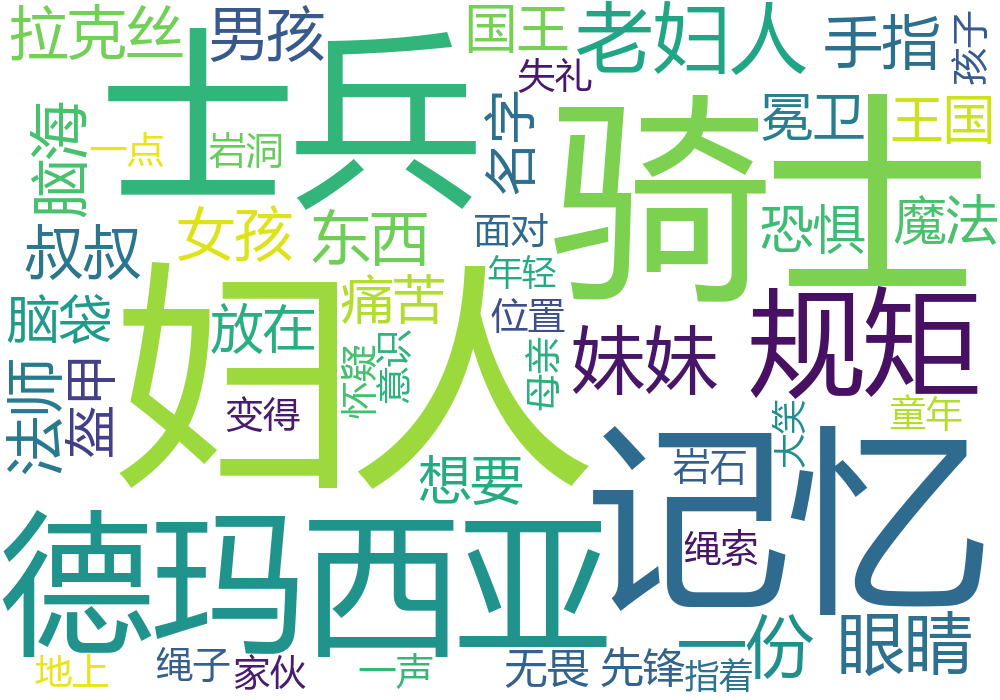 拉克丝
男孩
国王
老妇人
手指
孩子
士兵
失礼
骑士
冕卫
王国
脑海
一点
岩洞
名字
女孩
东西
面对
恐惧
魔法
叔叔
年轻
妇人
痛苦
脑袋
放在
位置
规矩
怀疑
意识
母亲
妹妹
法师
盔甲
变得
大笑
童年
记忆
想要
岩石
德玛西亚
绳索
一份
眼睛
地上
绳子
家伙
一声
无畏
先锋
指着